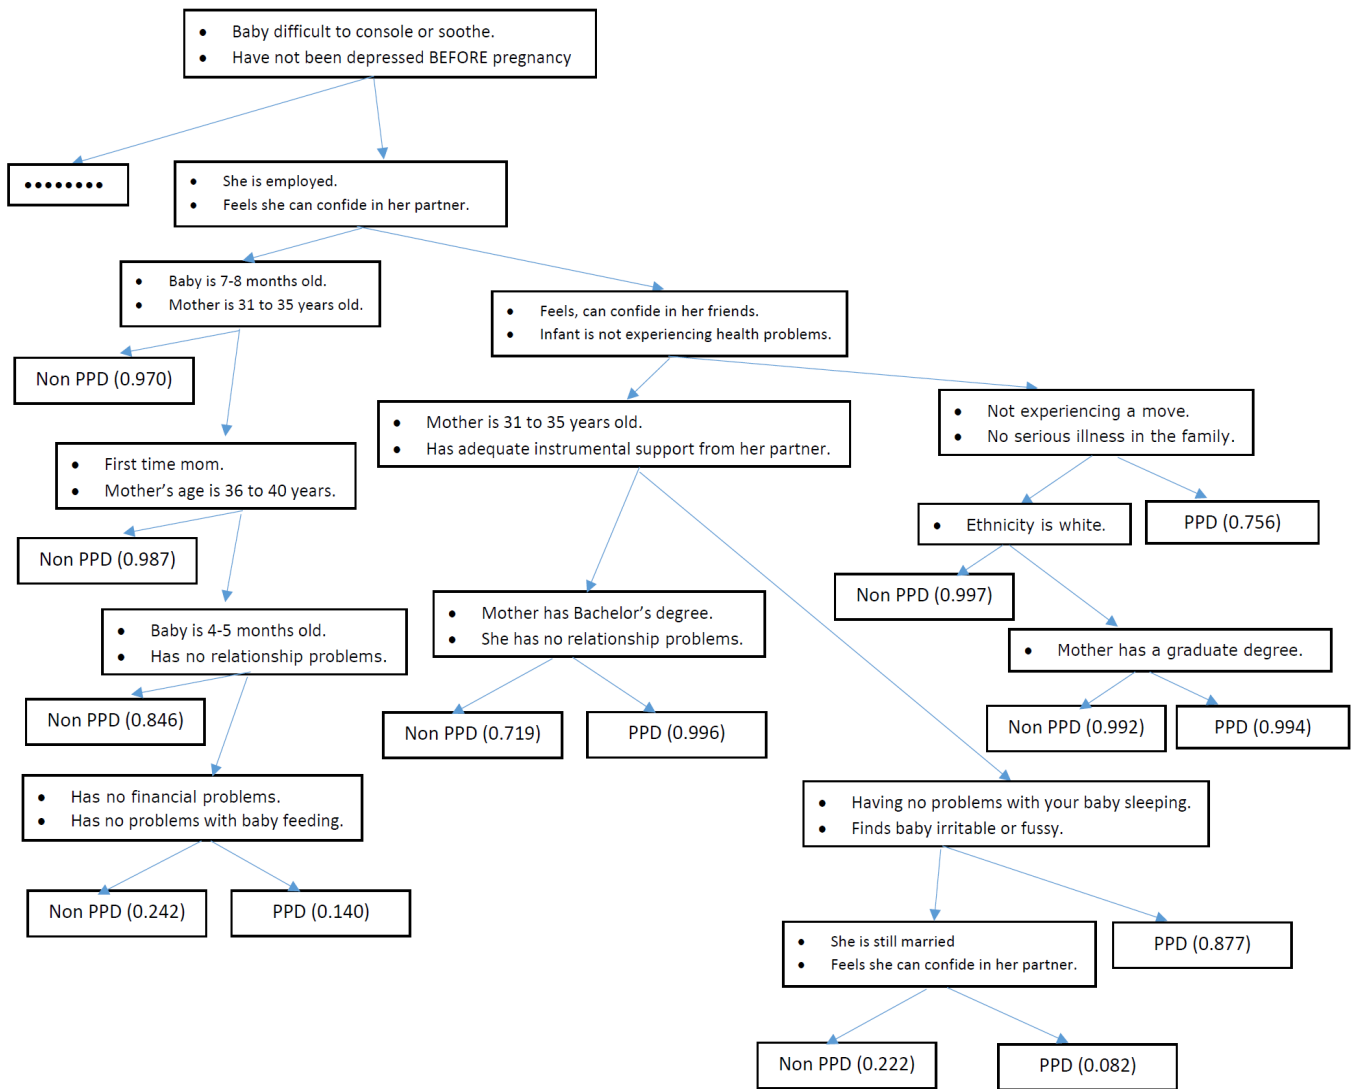 • Baby difficult to console or soothe.
• Have not been depressed BEFORE pregnancy
••••••••
• She is employed.
• Feels she can confide in her partner.
• Baby is 7-8 months old.
• Mother is 31 to 35 years old.
• Feels, can confide in her friends.
• Infant is not experiencing health problems.
Non PPD (0.970)
• Mother is 31 to 35 years old.
• Has adequate instrumental support from her partner.
• Not experiencing a move.
• No serious illness in the family.
• First time mom.
• Mother’s age is 36 to 40 years.
• Ethnicity is white.
PPD (0.756)
Non PPD (0.987)
Non PPD (0.997)
• Baby is 4-5 months old.
• Has no relationship problems.
• Mother has Bachelor’s degree.
• She has no relationship problems.
• Mother has a graduate degree.
Non PPD (0.846)
Non PPD (0.719)
PPD (0.996)
Non PPD (0.992)
PPD (0.994)
• Has no financial problems.
• Has no problems with baby feeding.
• Having no problems with your baby sleeping.
• Finds baby irritable or fussy.
Non PPD (0.242)
PPD (0.140)
• She is still married
• Feels she can confide in her partner.
PPD (0.877)
Non PPD (0.222)
PPD (0.082)